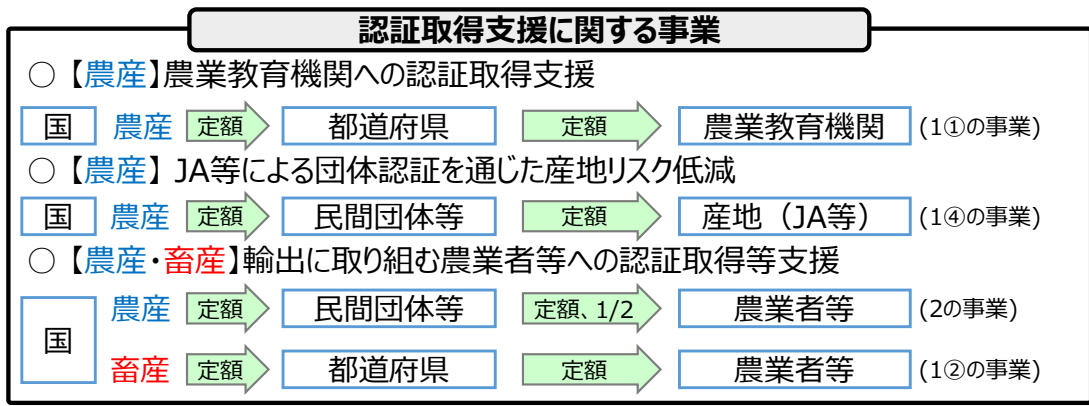 認証取得支援に関する事業
○【農産】農業教育機関への認証取得支援
国 農産 定額 都道府県 定額 農業教育機関 (1①の事業)
○【農産】JA等による団体認証を通じた産地リスク低減
国 農産 定額 民間団体等 定額 産地（JA等） (1④の事業)
○【農産・畜産】輸出に取り組む農業者等への認証取得等支援
国
農産 定額 民間団体等 定額、1/2 農業者等 (2の事業)
畜産 定額 都道府県 定額 農業者等 (1②の事業)